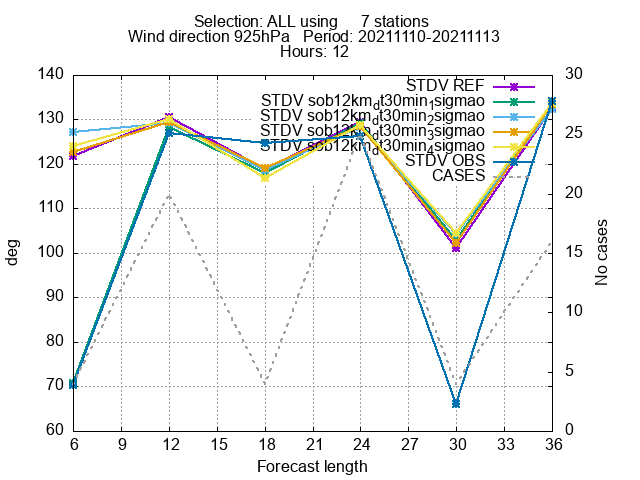 Selection: ALL using 7 stations
Wind direction 925hPa Period: 20211110-20211113
Hours: 12
140
130
120
110
100
90
80
70
60
30
25
20
15
10
5
0
6 9 12 15 18 21 24 27 30 33 36
deg
No cases
Forecast length
STDV REF
STDV sob12km_dt30min_1sigmao
STDV sob12km_dt30min_2sigmao
STDV sob12km_dt30min_3sigmao
STDV sob12km_dt30min_4sigmao
STDV OBS
CASES